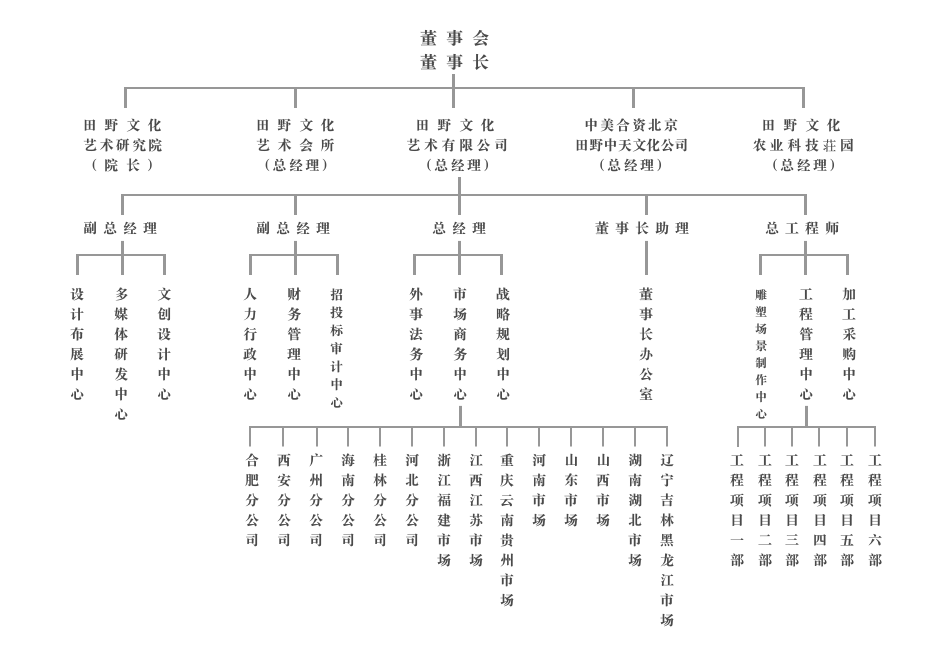 董事会
董事长
田野文化
艺术研究院
(院长)
田野文化
艺术会所
(总经理)
田野文化
艺术有限公司
(总经理)
中美合资北京
田野中天文化公司
(总经理)
田野文化
农业科技荘园
(总经理)
副总经理
副总经理
总经理
董事长助理
总工程师
设计布展中心
多媒体研发中心
文创设计中心
人力行政中心
财务管理中心
招投标审计中心
外事法务中心
市场商务中心
战略规划中心
董事长办公室
雕塑场景制作中心
工程管理中心
加工采购中心
合肥分公司
西安分公司
广州分公司
海南分公司
桂林分公司
河北分公司
浙江福建市场
江西江苏市场
重庆云南贵州市场
河南市场
山东市场
山西市场
湖南湖北市场
辽宁吉林黑龙江市场
工程项目一部
工程项目二部
工程项目三部
工程项目四部
工程项目五部
工程项目六部